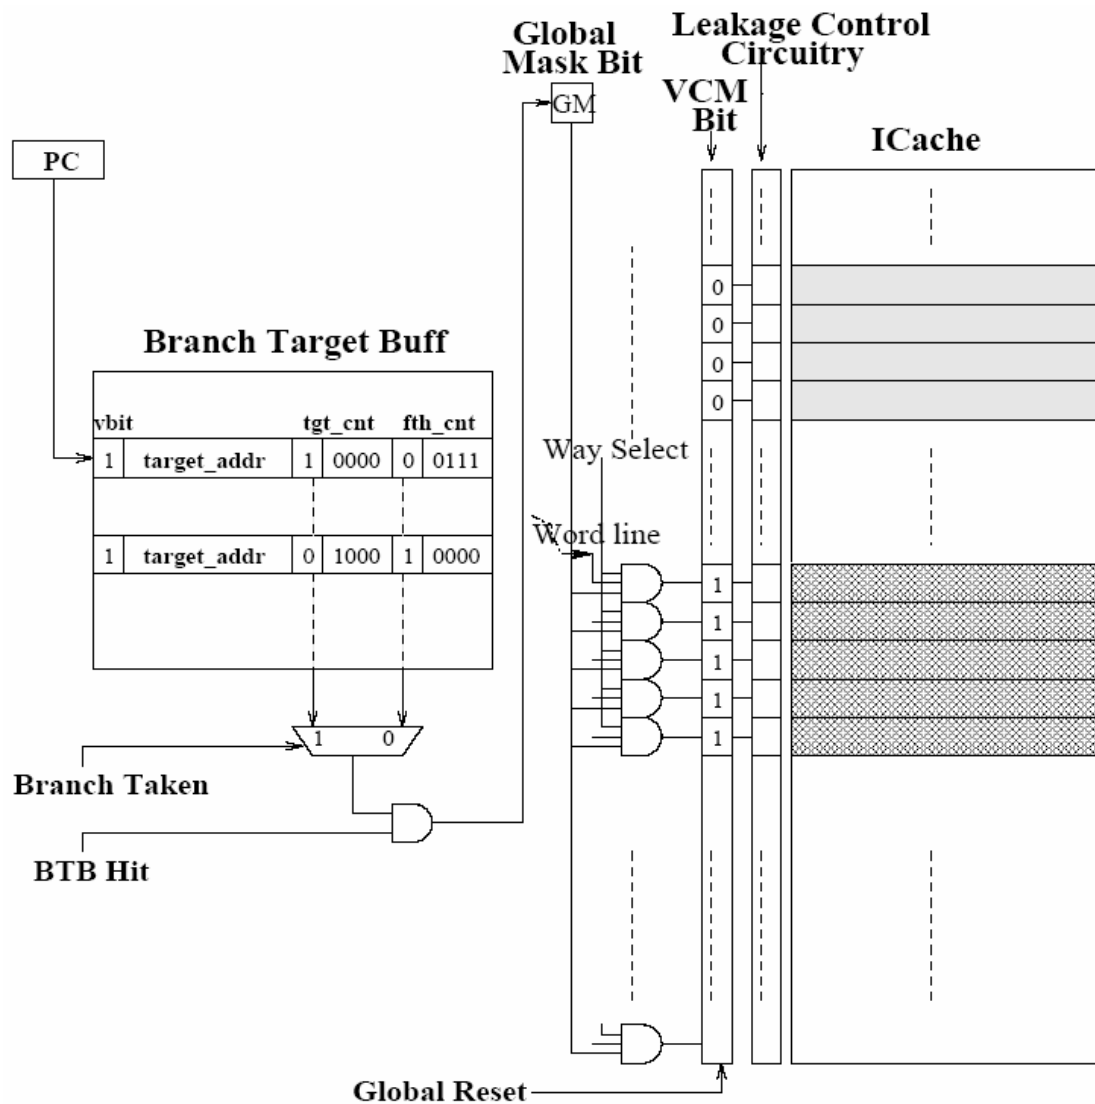 Global
Mask Bit
Leakage Control
Circuitry
GM
VCM
Bit
PC
ICache
0
0
0
0
Branch Target Buff
vbit tgt_cnt fth_cnt
1 target_addr 1 0000 0 0111
Way Select
Word line
1 target_addr 0 1000 1 0000
1
1
1
1
1
1 0
Branch Taken
BTB Hit
Global Reset